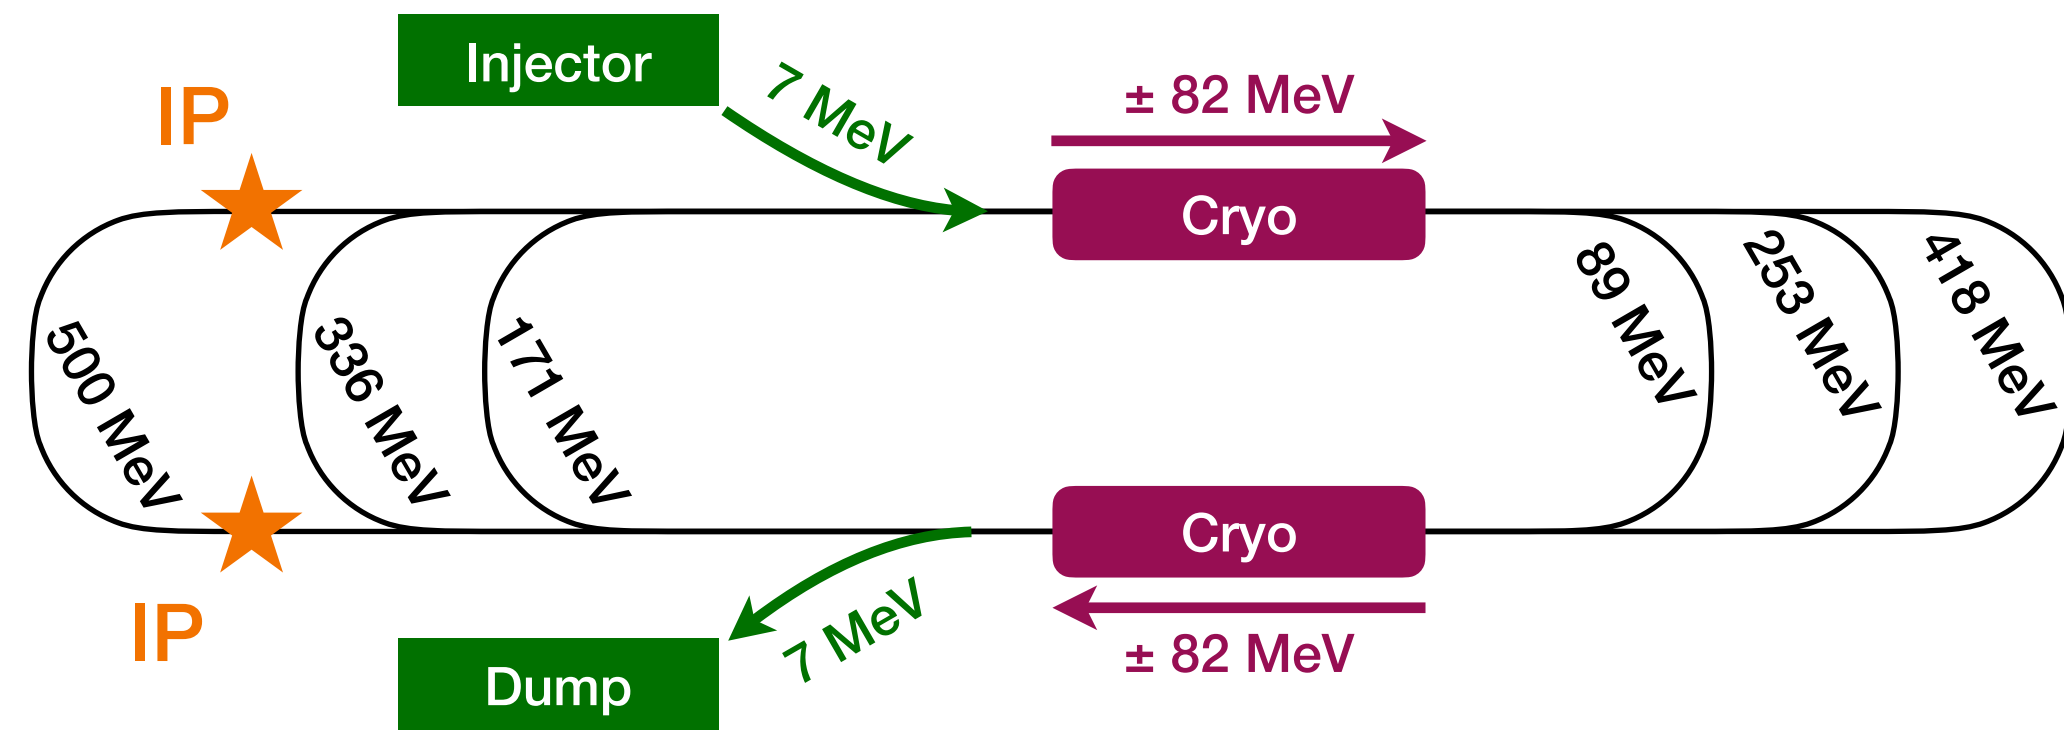 Injector
7 MeV
± 82 MeV
IP
Cryo
89 MeV
253 MeV
418 MeV
500 MeV
336 MeV
171 MeV
Cryo
IP
Dump
7 MeV
± 82 MeV